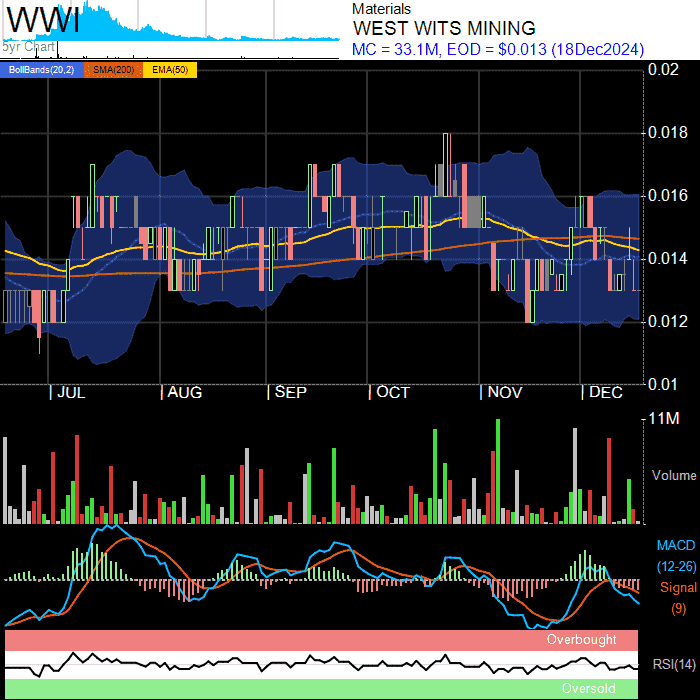 WWI
5yr Chart
Materials
WEST WITS MINING
MC = 33.1M, EOD = $0.013 (18Dec2024)
BollBands(20,2) SMA(200) EMA(50)
0.02
0.018
0.016
0.014
0.012
0.01
JUL AUG SEP OCT NOV DEC
11M
Volume
MACD
(12-26)
Signal
(9)
Overbought
RSI(14)
Oversold